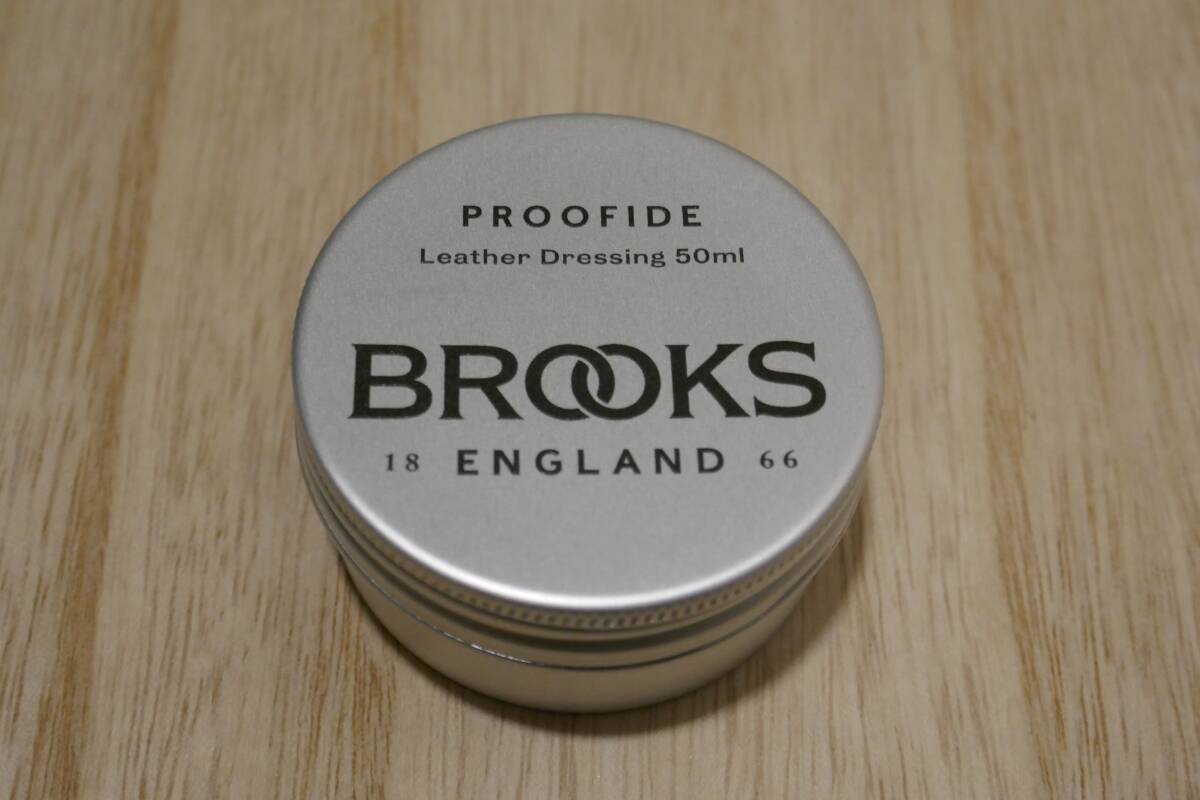 PROOFIDE
Leather Dressing 50ml
BROOKS
18 ENGLAND 66